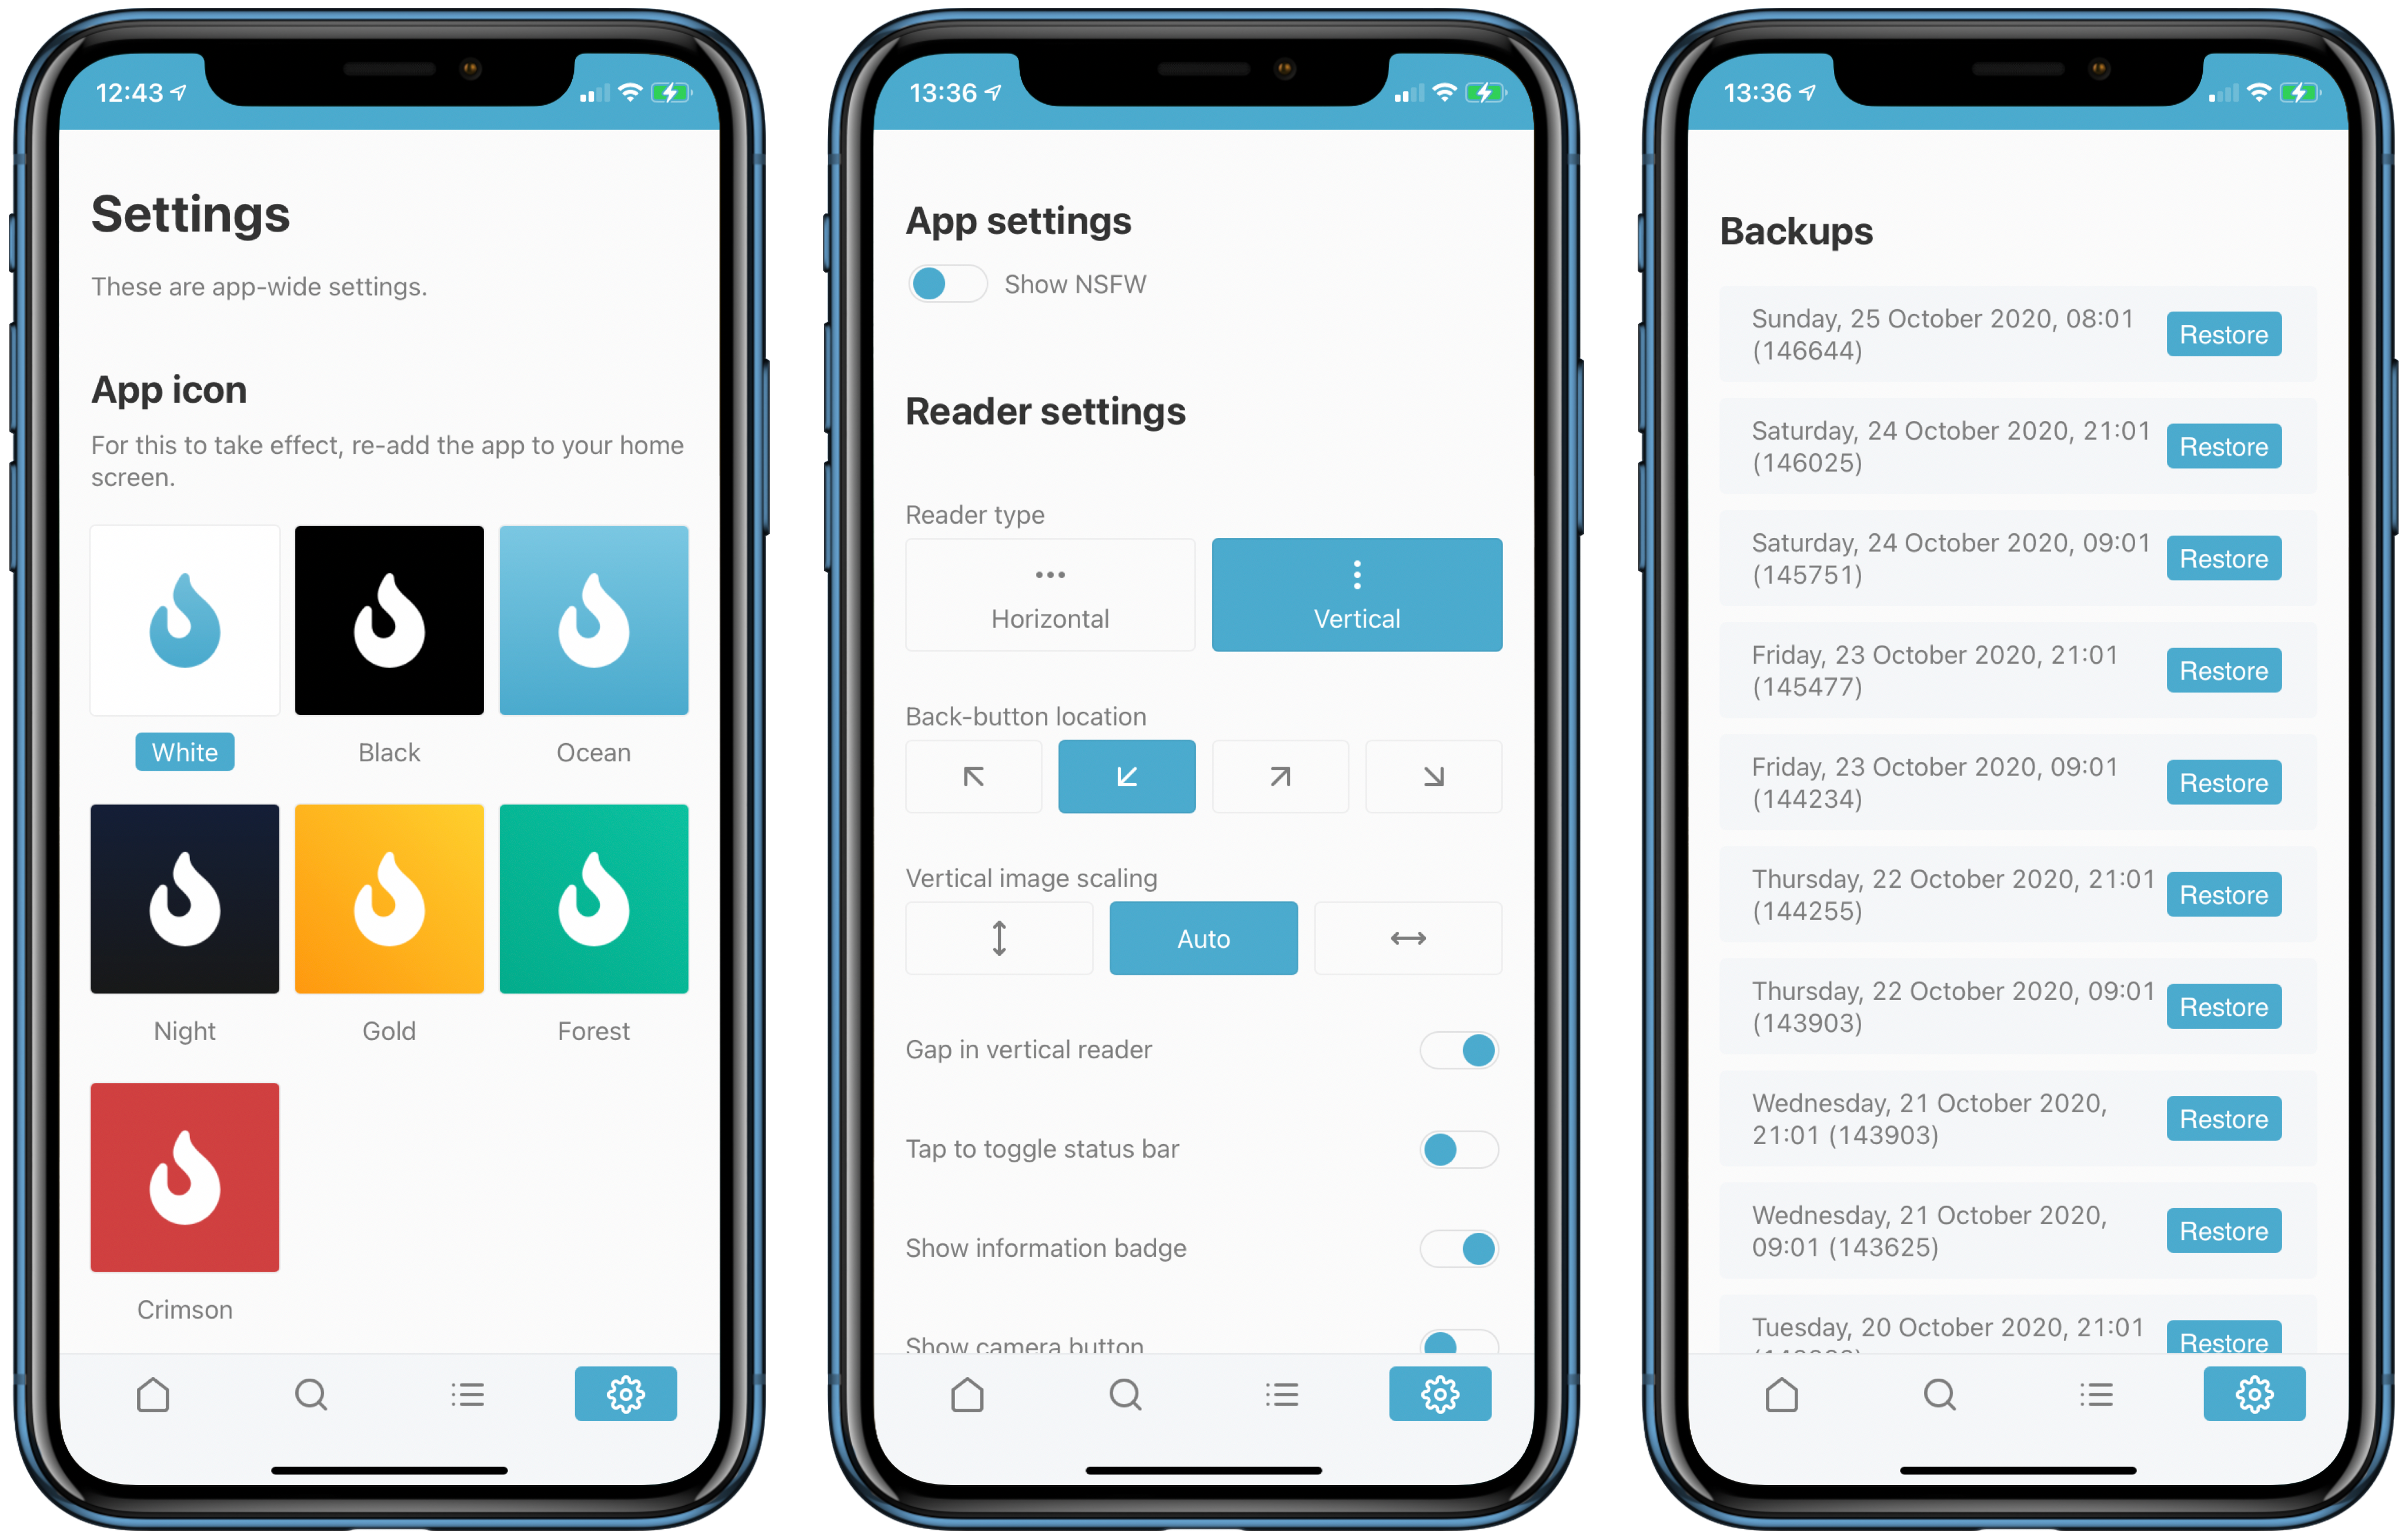 12:43
Settings
These are app-wide settings.
App icon
For this to take effect, re-add the app to your home
screen.
White
Black
Ocean
Night
Gold
Forest
Crimson
13:36
App settings
Show NSFW
Reader settings
Reader type
Horizontal
Vertical
Back-button location
Vertical image scaling
Auto
Gap in vertical reader
Tap to toggle status bar
Show information badge
Show camera button
13:36
Backups
Sunday, 25 October 2020, 08:01
(146644)
Restore
Saturday, 24 October 2020, 21:01
(146025)
Restore
Saturday, 24 October 2020, 09:01
(145751)
Restore
Friday, 23 October 2020, 21:01
(145477)
Restore
Friday, 23 October 2020, 09:01
(144234)
Restore
Thursday, 22 October 2020, 21:01
(144255)
Restore
Thursday, 22 October 2020, 09:01
(143903)
Restore
Wednesday, 21 October 2020,
21:01 (143903)
Restore
Wednesday, 21 October 2020,
09:01 (143625)
Restore
Tuesday, 20 October 2020, 21:01
Restore